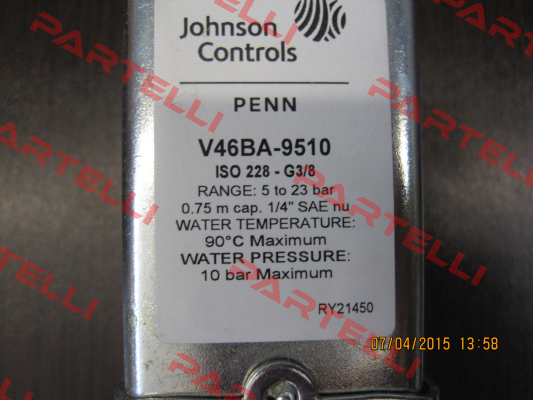 Johnson
Controls
PENN
V46BA-9510
ISO 228 - G3/8
RANGE: 5 to 23 bar
0.75 m cap. 1/4" SAE nu
WATER TEMPERATURE:
90°C Maximum
WATER PRESSURE:
10 bar Maximum
RY21450
07/04/2015 13:58
PARTELLI
PARTELLI
PARTELLI
PARTELLI
PARTELLI